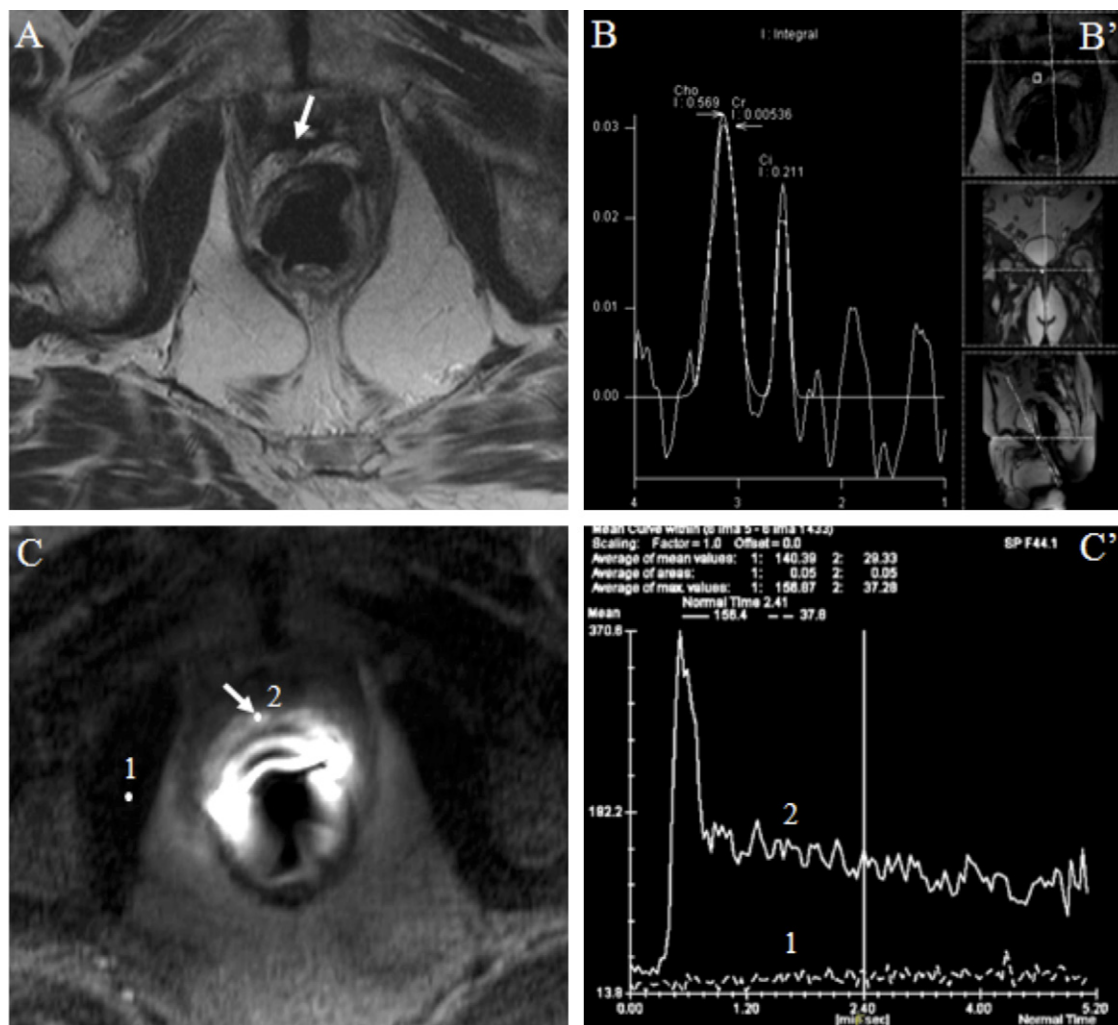 A
B
I : Integral
B'
Cho
I : 0.569
Cr
I : 0.00536
Ci
I : 0.211
0.03
0.02
0.01
0.00
4
3
2
1
C
2
1
C'
Mean Curve within
Scaling: Factor = 1.0 Offset = 0.0
SP F44.1
Average of mean values: 1: 140.39 2: 29.33
Average of areas: 1: 0.05 2: 0.05
Average of max. values: 1: 156.87 2: 37.28
Normal Time 2.41
Mean
156.4
37.8
370.6
192.2
13.8
2
1
0.00
1.20
2.40
4.00
5.20
Normal Time